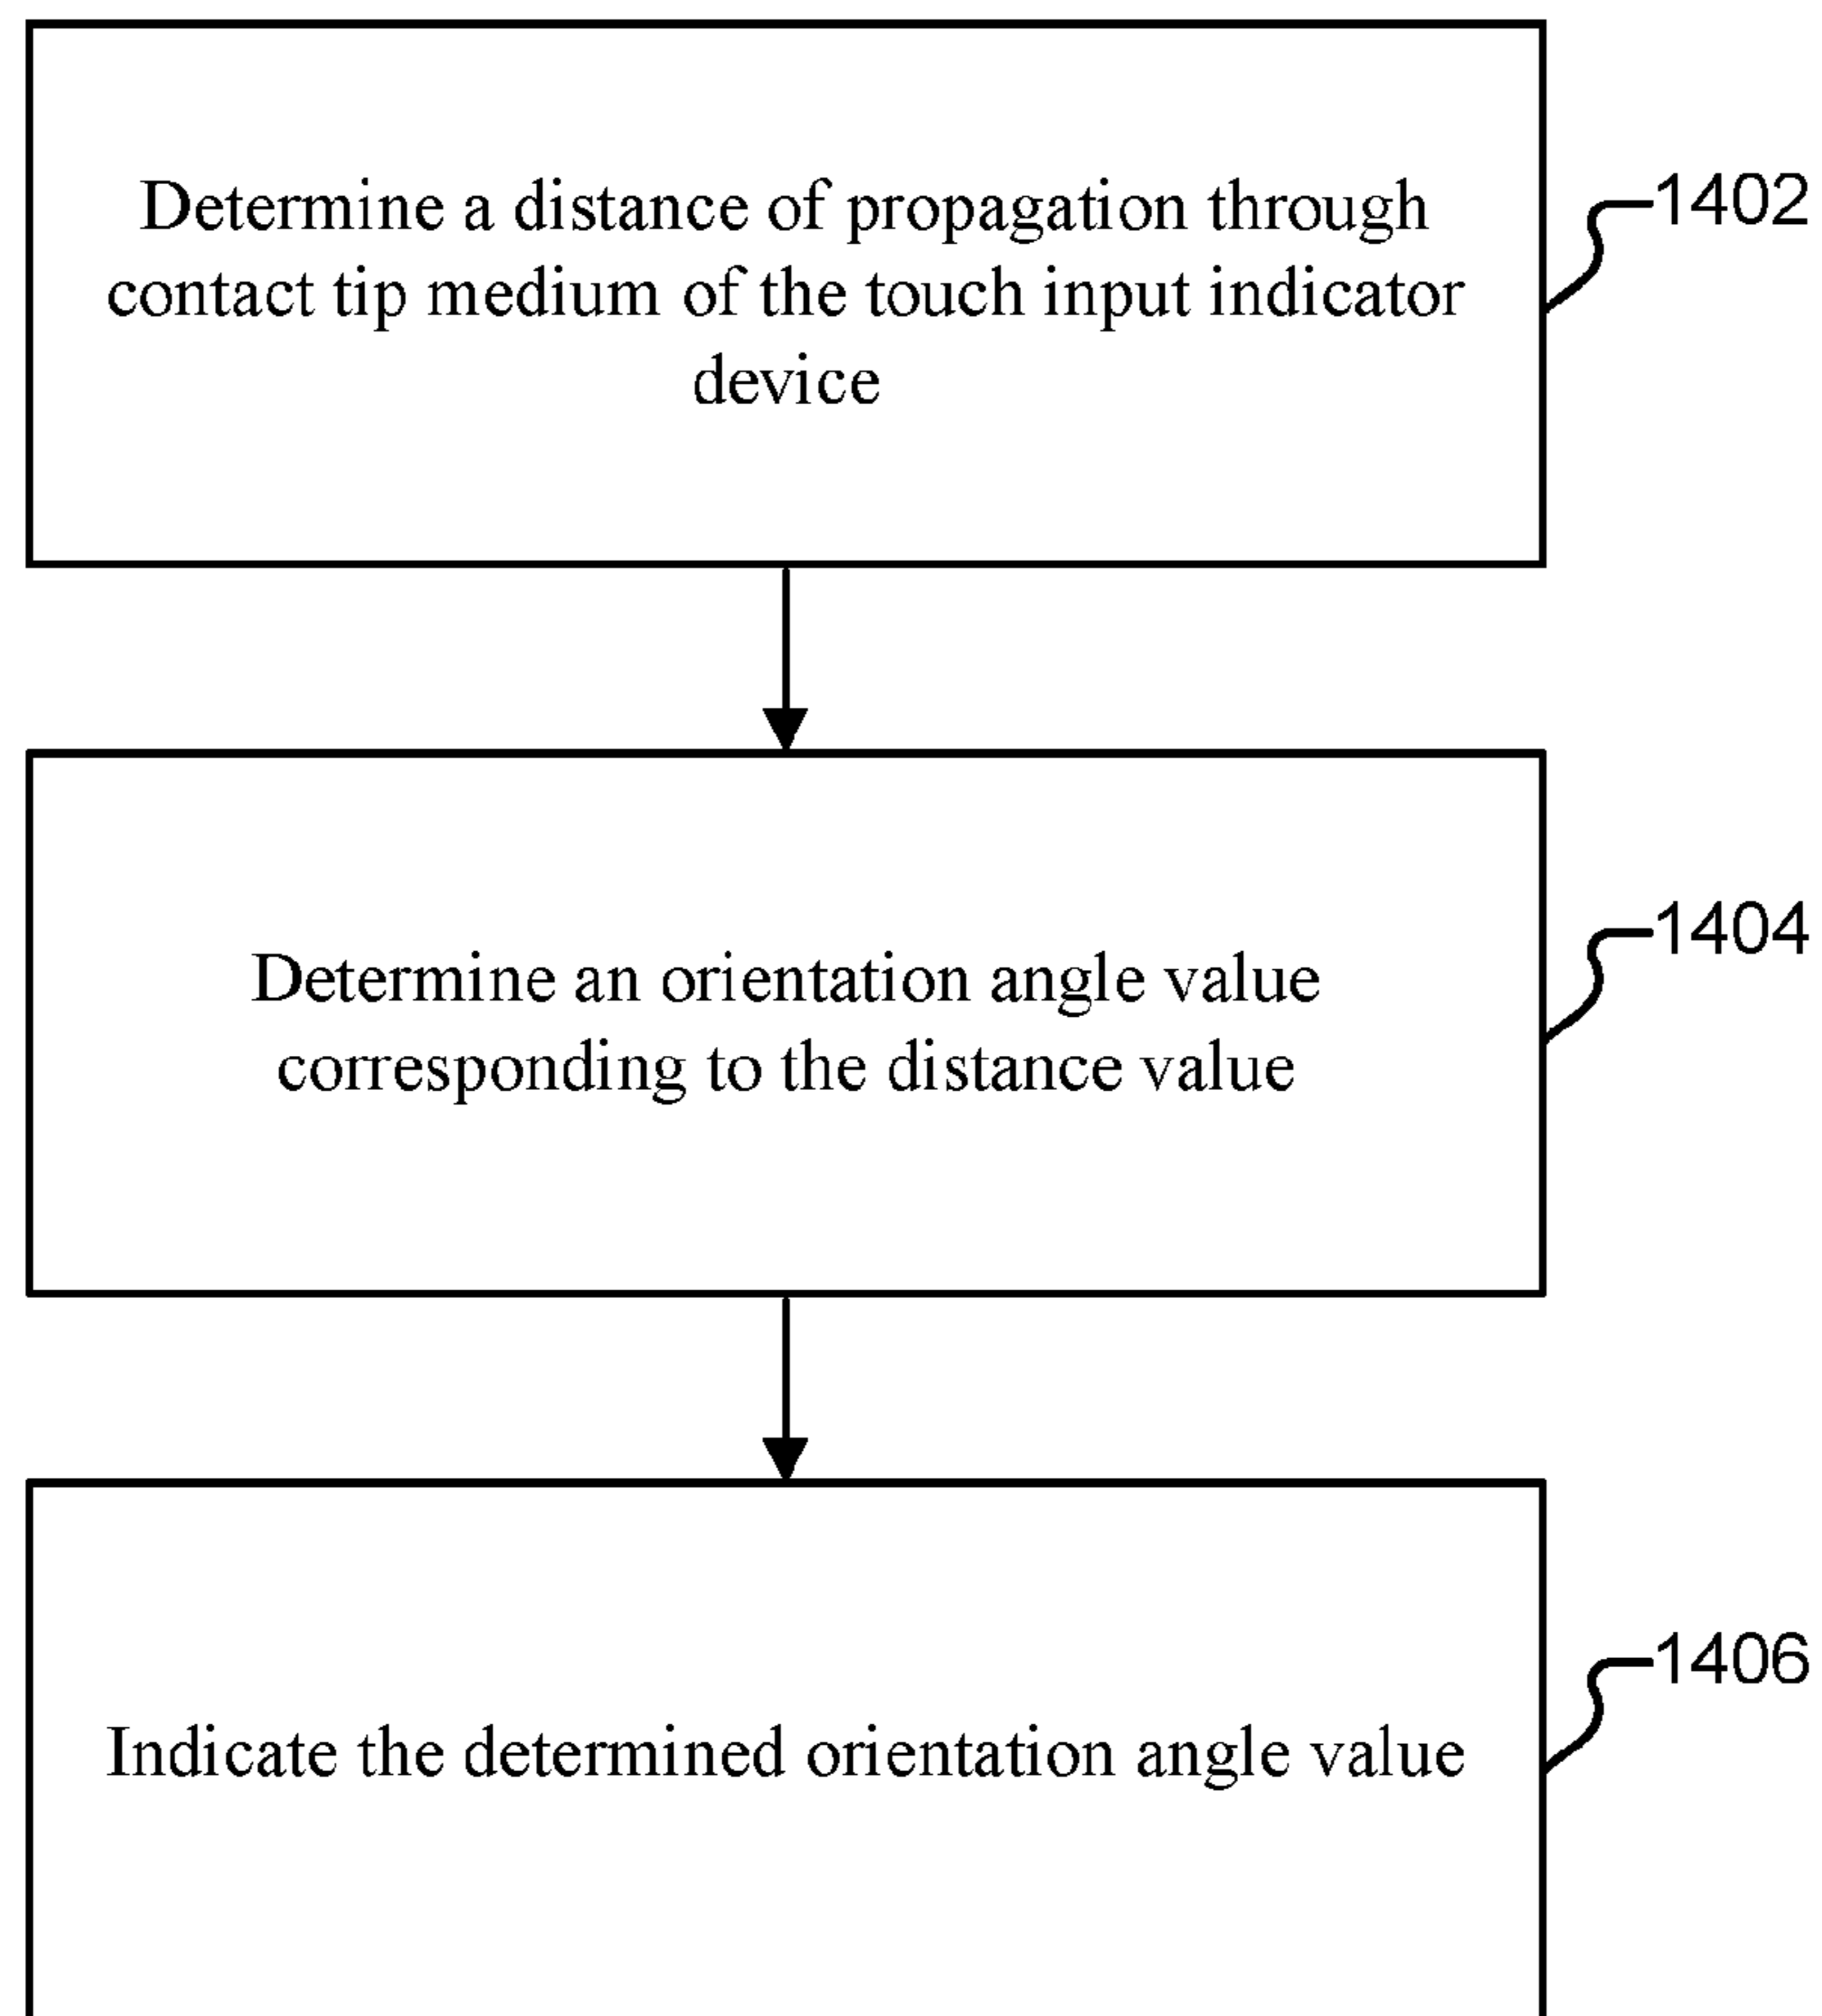 Determine a distance of propagation through
contact tip medium of the touch input indicator
device
1402
Determine an orientation angle value
corresponding to the distance value
1404
Indicate the determined orientation angle value
1406